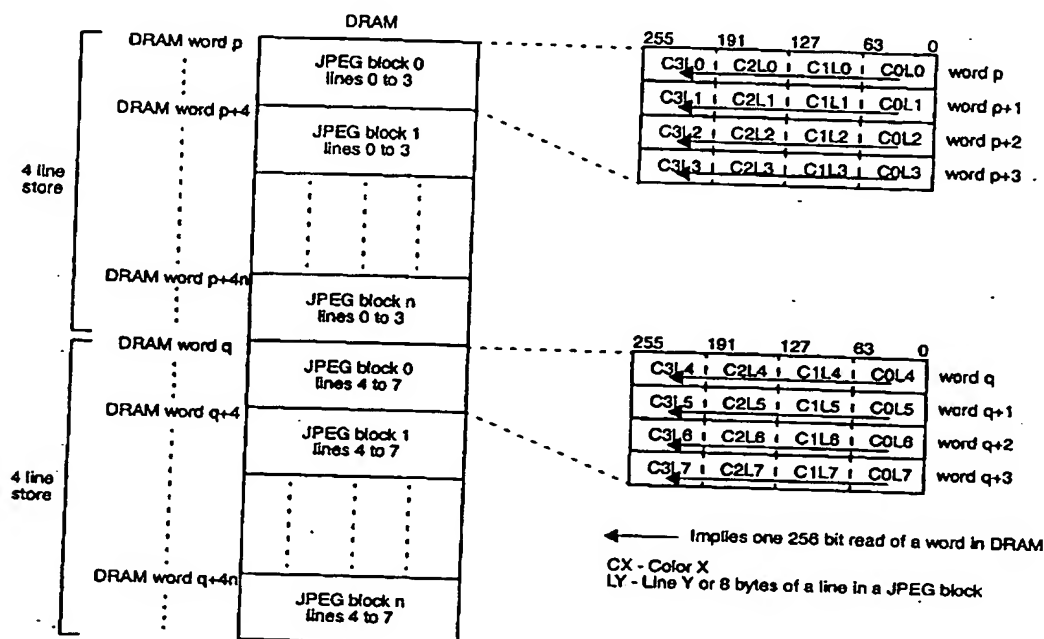 DRAM
DRAM word p
JPEG block 0
lines 0 to 3
DRAM word p+4
JPEG block 1
lines 0 to 3
4 line
store
DRAM word p+4n
JPEG block n
lines 0 to 3
255 191 127 63 0
C3L0 C2L0 C1L0 C0L0 word p
C3L1 C2L1 C1L1 C0L1 word p+1
C3L2 C2L2 C1L2 C0L2 word p+2
C3L3 C2L3 C1L3 C0L3 word p+3
DRAM word q
JPEG block 0
lines 4 to 7
DRAM word q+4
JPEG block 1
lines 4 to 7
4 line
store
DRAM word q+4n
JPEG block n
lines 4 to 7
255 191 127 63 0
C3L4 C2L4 C1L4 C0L4 word q
C3L5 C2L5 C1L5 C0L5 word q+1
C3L6 C2L6 C1L6 C0L6 word q+2
C3L7 C2L7 C1L7 C0L7 word q+3
Implies one 256 bit read of a word in DRAM
CX - Color X
LY - Line Y or 8 bytes of a line in a JPEG block